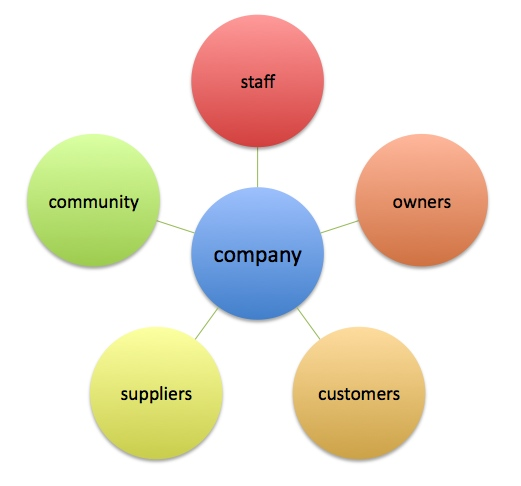 staff
community
owners
company
suppliers
customers